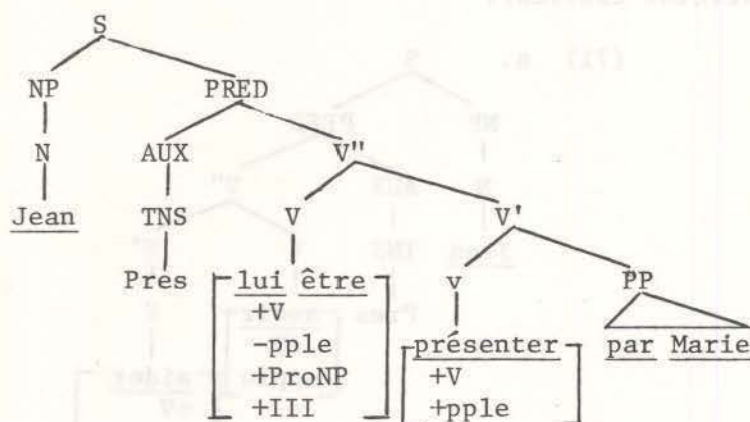 S
NP PRED
N AUX V"
Jean TNS V V'
Pres lui être v PP
+V présenter par Marie
-pple +V
+ProNP +pple
+III